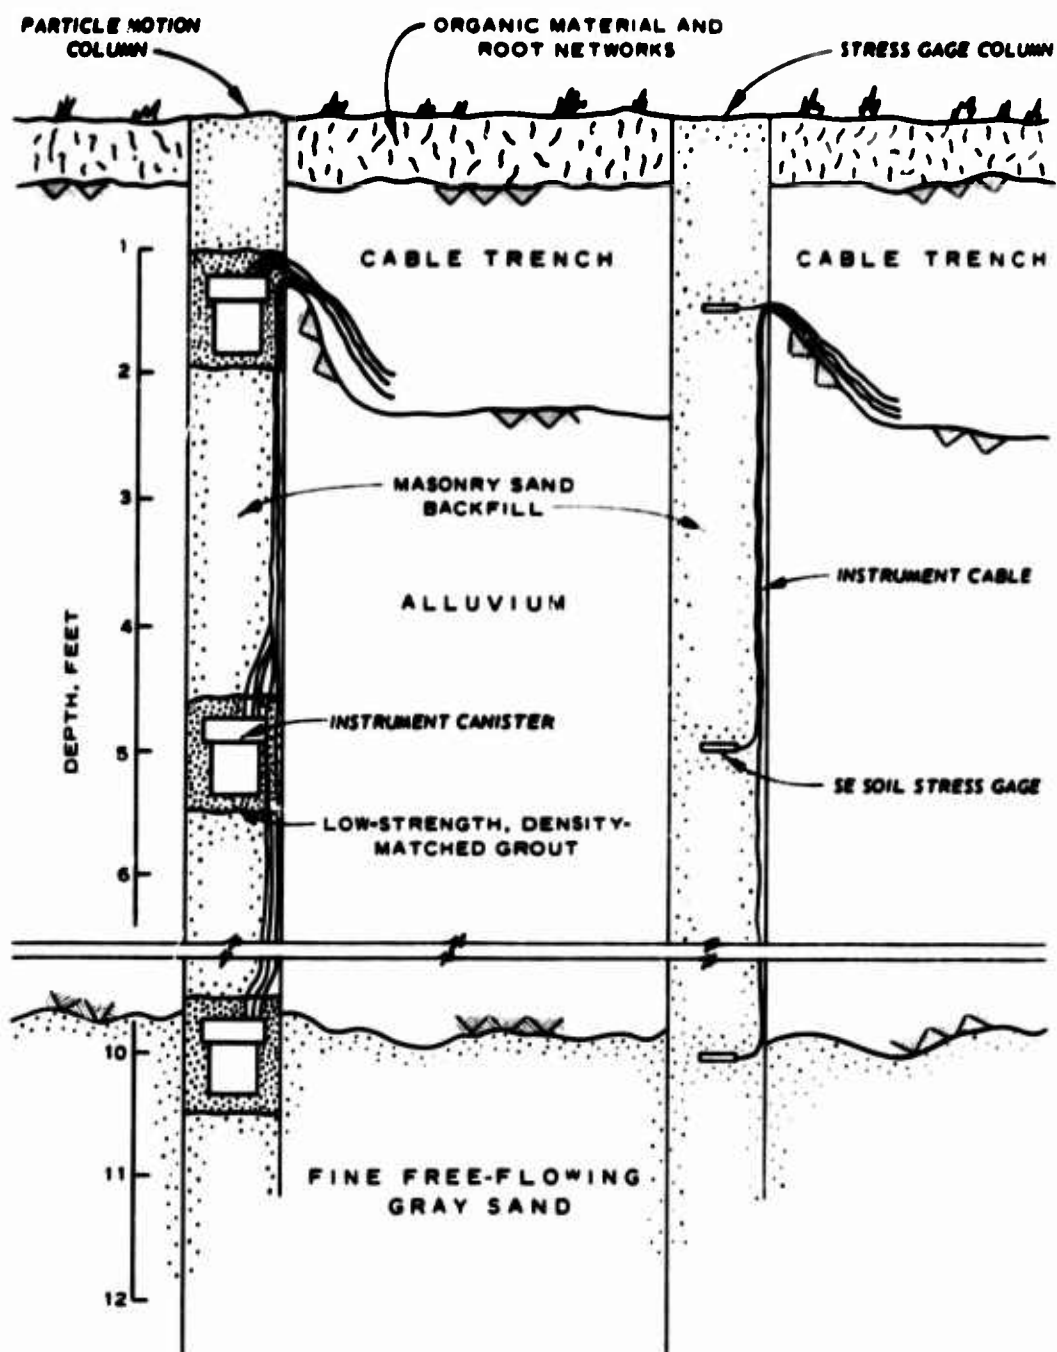 PARTICLE MOTION
COLUMN
ORGANIC MATERIAL AND
ROOT NETWORKS
STRESS GAGE COLUMN
1
CABLE TRENCH
CABLE TRENCH
2
MASONRY SAND
BACKFILL
3
INSTRUMENT CABLE
ALLUVIUM
4
DEPTH, FEET
INSTRUMENT CANISTER
5
SE SOIL STRESS GAGE
LOW-STRENGTH, DENSITY-
MATCHED GROUT
6
10
11
FINE FREE-FLOWING
GRAY SAND
12